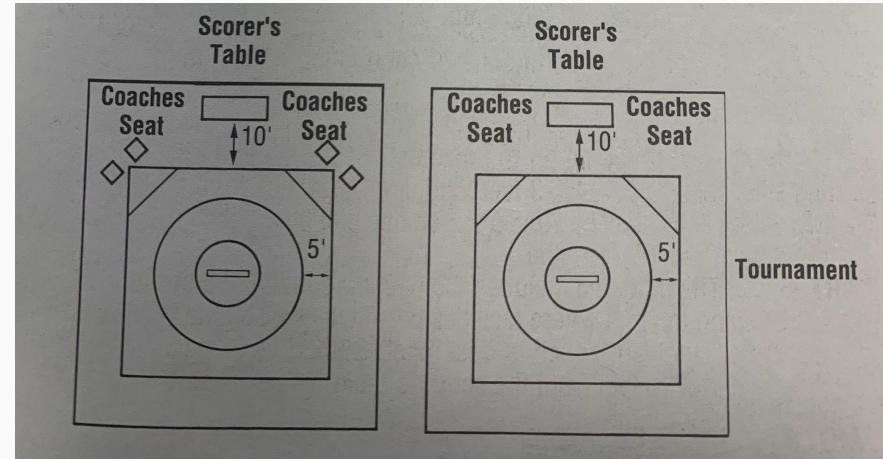 Scorer's
Table
Coaches
Seat
Coaches
Seat
10'
5'
Scorer's
Table
Coaches
Seat
Coaches
Seat
10'
5'
Tournament